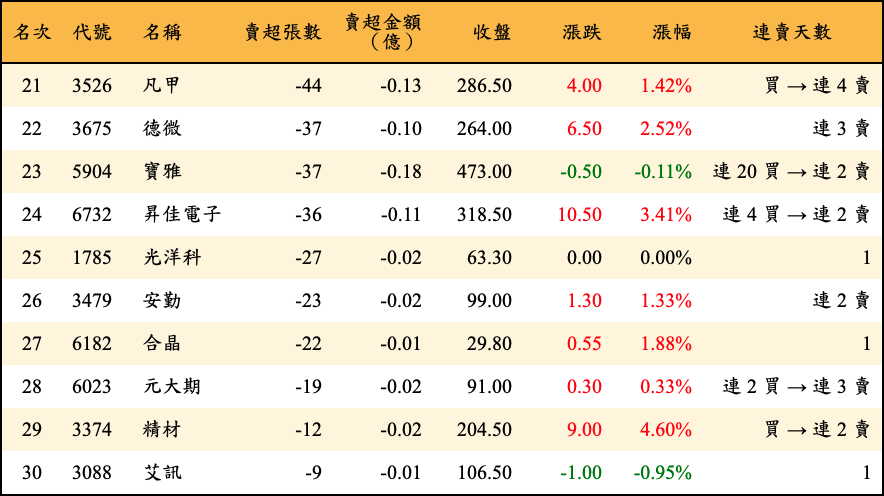 名次 代號 名稱 賣超張數 賣超金額（億） 收盤 漲跌 漲幅 連賣天數
21 3526 凡甲 -44 -0.13 286.50 4.00 1.42% 買 → 連 4 賣
22 3675 德微 -37 -0.10 264.00 6.50 2.52% 連 3 賣
23 5904 寶雅 -37 -0.18 473.00 -0.50 -0.11% 連 20 買 → 連 2 賣
24 6732 昇佳電子 -36 -0.11 318.50 10.50 3.41% 連 4 買 → 連 2 賣
25 1785 光洋科 -27 -0.02 63.30 0.00 0.00% 1
26 3479 安勤 -23 -0.02 99.00 1.30 1.33% 連 2 賣
27 6182 合晶 -22 -0.01 29.80 0.55 1.88% 1
28 6023 元大期 -19 -0.02 91.00 0.30 0.33% 連 2 買 → 連 3 賣
29 3374 精材 -12 -0.02 204.50 9.00 4.60% 買 → 連 2 賣
30 3088 艾訊 -9 -0.01 106.50 -1.00 -0.95% 1